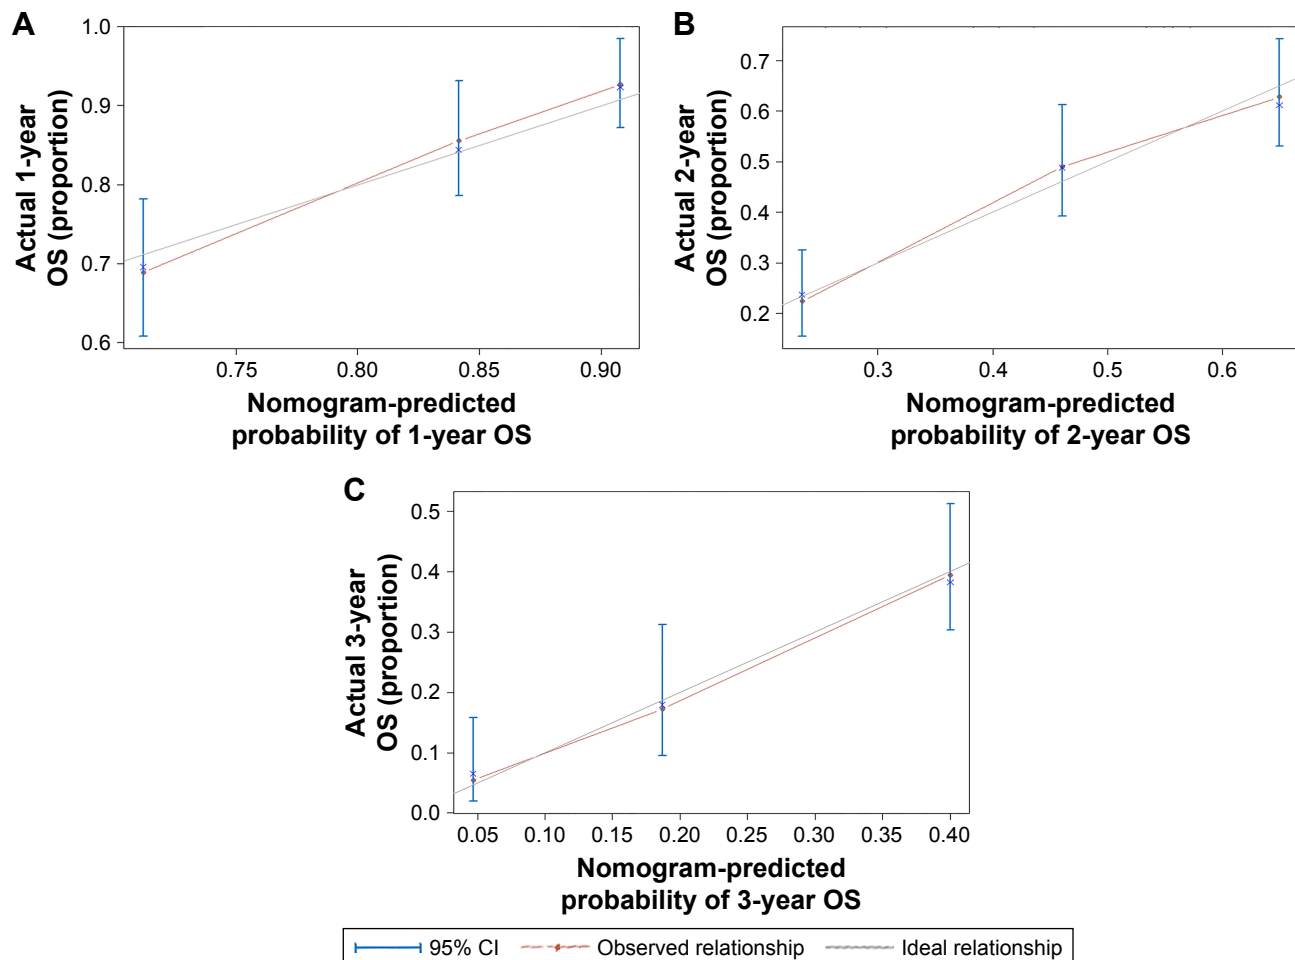 A
Actual 1-year
OS (proportion)
1.0
0.9
0.8
0.7
0.6
0.75 0.80 0.85 0.90
Nomogram-predicted
probability of 1-year OS
B
Actual 2-year
OS (proportion)
0.7
0.6
0.5
0.4
0.3
0.2
0.3 0.4 0.5 0.6
Nomogram-predicted
probability of 2-year OS
C
Actual 3-year
OS (proportion)
0.5
0.4
0.3
0.2
0.1
0.0
0.05 0.10 0.15 0.20 0.25 0.30 0.35 0.40
Nomogram-predicted
probability of 3-year OS
95% CI Observed relationship Ideal relationship